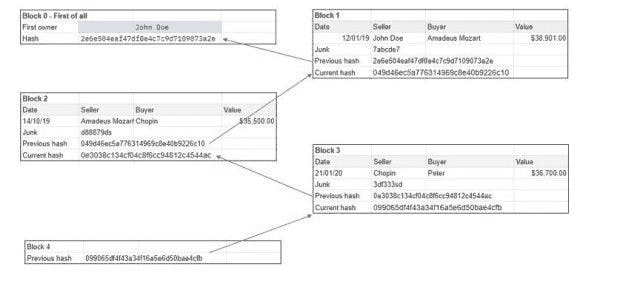 Block 0 - First of all
First owner John Doe
Hash 2e6e504eaf47df8e4c7c9d7109073a2e
Block 1
Date Seller Buyer Value
12/01/19 John Doe Amadeus Mozart $38.901.00
Junk 7abcde7
Previous hash 2e6e504eaf47df8e4c7c9d7109073a2e
Current hash 049d46ec5a776314969c8e40b9226c10
Block 2
Date Seller Buyer Value
14/10/19 Amadeus Mozart Chopin $35,500.00
Junk d88879ds
Previous hash 049d46ec5a776314969c8e40b9226c10
Current hash 0e3038c134cf04c8f6cc94812c4544ac
Block 3
Date Seller Buyer Value
21/01/20 Chopin Peter $36.700.00
Junk 3df333sd
Previous hash 0e3038c134cf04c8f6cc94812c4544ac
Current hash 099065df4f43a34f16a5e6d50bae4cfb
Block 4
Previous hash 099065df4f43a34f16a5e6d50bae4cfb